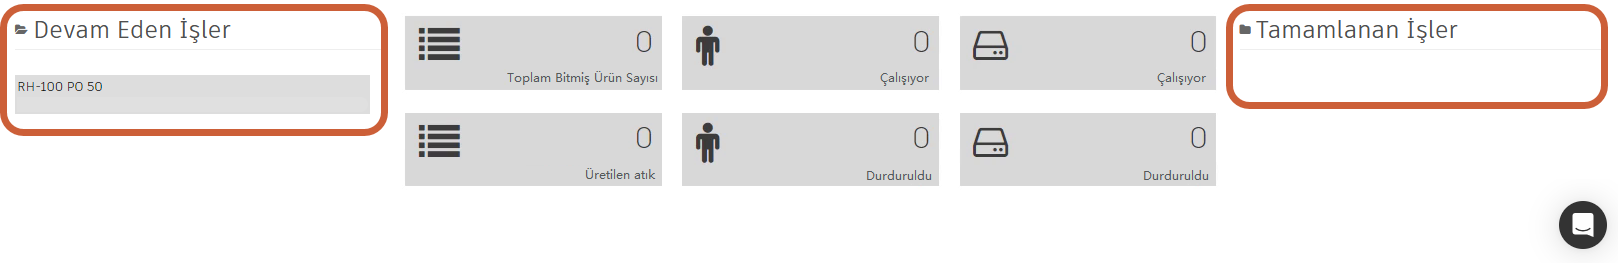 Devam Eden İşler
RH-100 PO 50
0
Toplam Bitmiş Ürün Sayısı
0
Çalışıyor
0
Çalışıyor
0
Üretilen atık
0
Durduruldu
0
Durduruldu
Tamamlanan İşler